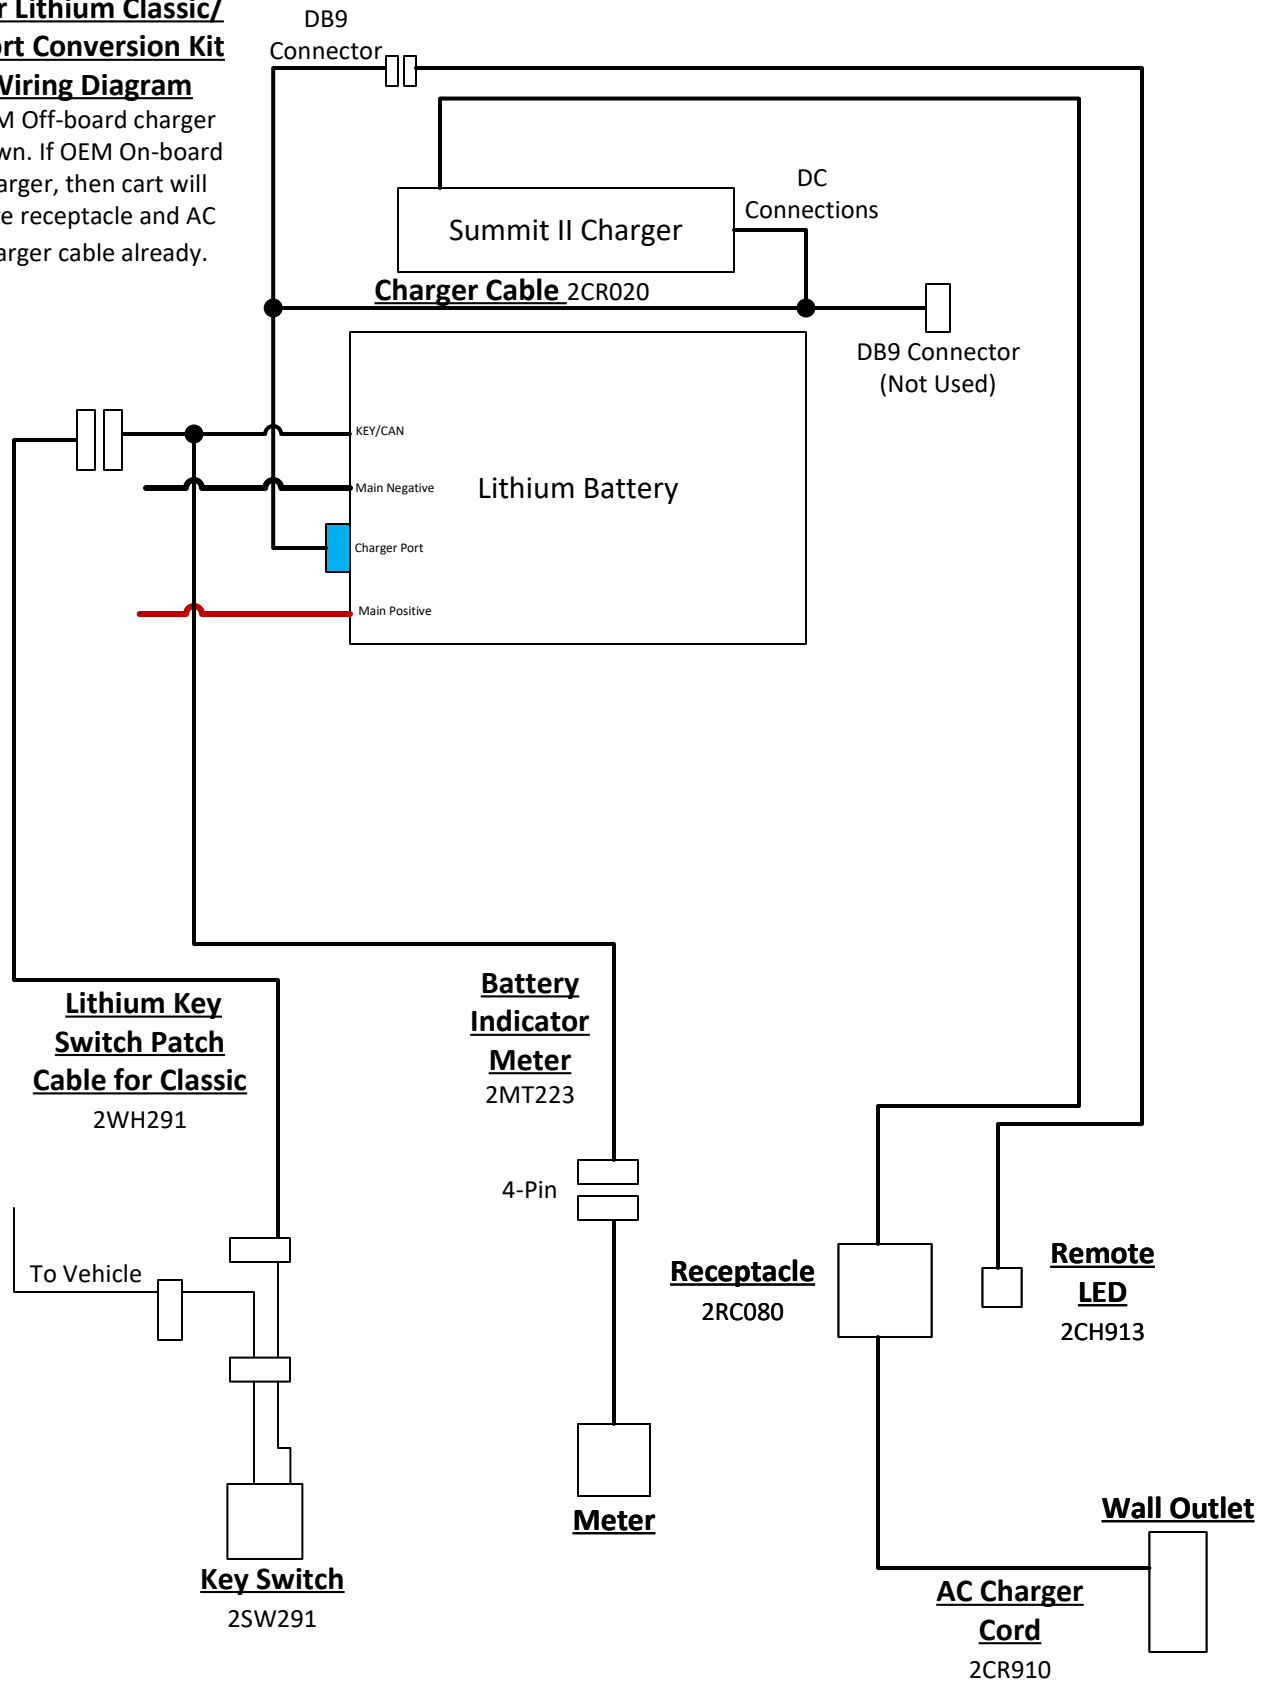 r Lithium Classic/
ort Conversion Kit
Wiring Diagram
M Off-board charger
wn. If OEM On-board
arger, then cart will
e receptacle and AC
arger cable already.
DB9
Connector
DC
Connections
Summit II Charger
Charger Cable 2CR020
DB9 Connector
(Not Used)
KEY/CAN
Main Negative
Lithium Battery
Charger Port
Main Positive
Lithium Key
Switch Patch
Cable for Classic
2WH291
Battery
Indicator
Meter
2MT223
4-Pin
To Vehicle
Receptacle
2RC080
Remote
LED
2CH913
Meter
Key Switch
2SW291
Wall Outlet
AC Charger
Cord
2CR910